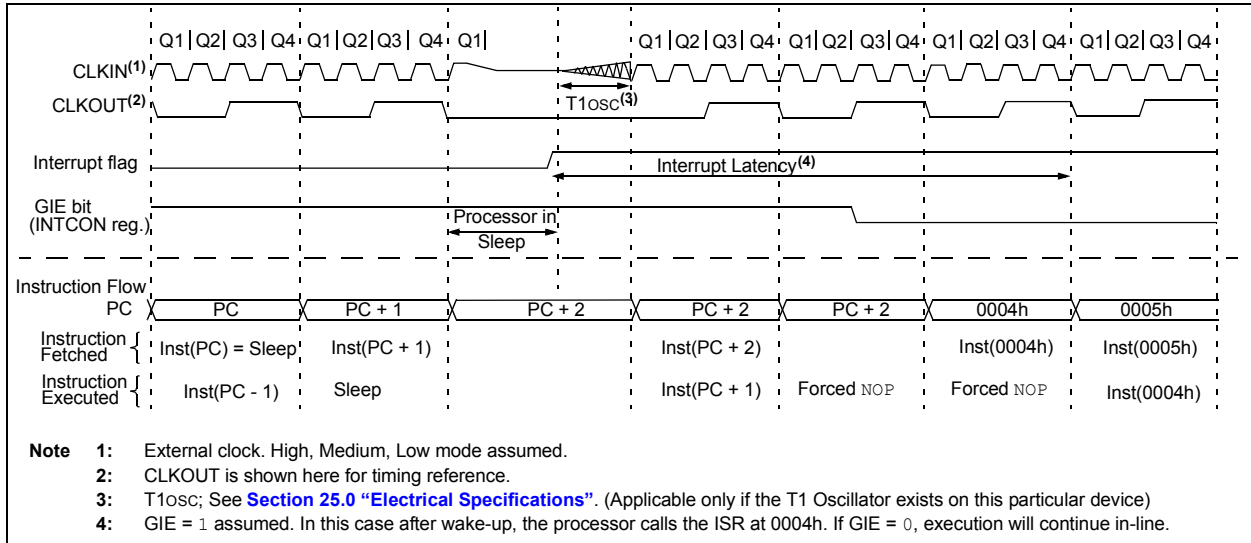 Q1 Q2 Q3 Q4 Q1 Q2 Q3 Q4 Q1 Q1 Q2 Q3 Q4 Q1 Q2 Q3 Q4 Q1 Q2 Q3 Q4 Q1 Q2 Q3 Q4
CLKIN(1)
CLKOUT(2)
T1OSC(3)
Interrupt flag
Interrupt Latency(4)
GIE bit
(INTCON reg.)
Processor in
Sleep
Instruction Flow
PC PC PC + 1 PC + 2 PC + 2 PC + 2 0004h 0005h
Instruction
Fetched
Inst(PC) = Sleep Inst(PC + 1) Inst(PC + 2) Inst(0004h) Inst(0005h)
Instruction
Executed
Inst(PC - 1) Sleep Inst(PC + 1) Forced NOP Forced NOP Inst(0004h)
Note 1: External clock. High, Medium, Low mode assumed.
2: CLKOUT is shown here for timing reference.
3: T1OSC; See Section 25.0 “Electrical Specifications”. (Applicable only if the T1 Oscillator exists on this particular device)
4: GIE = 1 assumed. In this case after wake-up, the processor calls the ISR at 0004h. If GIE = 0, execution will continue in-line.